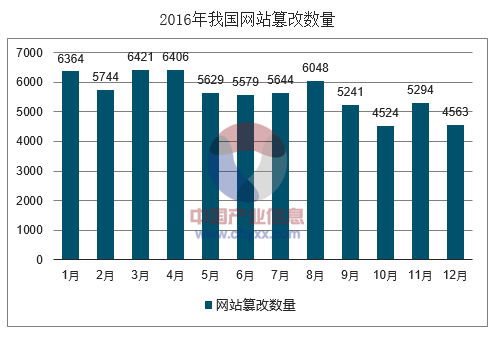 2016年我国网站篡改数量
7000
6000
5000
4000
3000
2000
1000
0
6364
5744
6421
6406
5629
5579
5644
6048
5241
4524
5294
4563
1月
2月
3月
4月
5月
6月
7月
8月
9月
10月
11月
12月
网站篡改数量
中国产业信息
www.chyxx.com